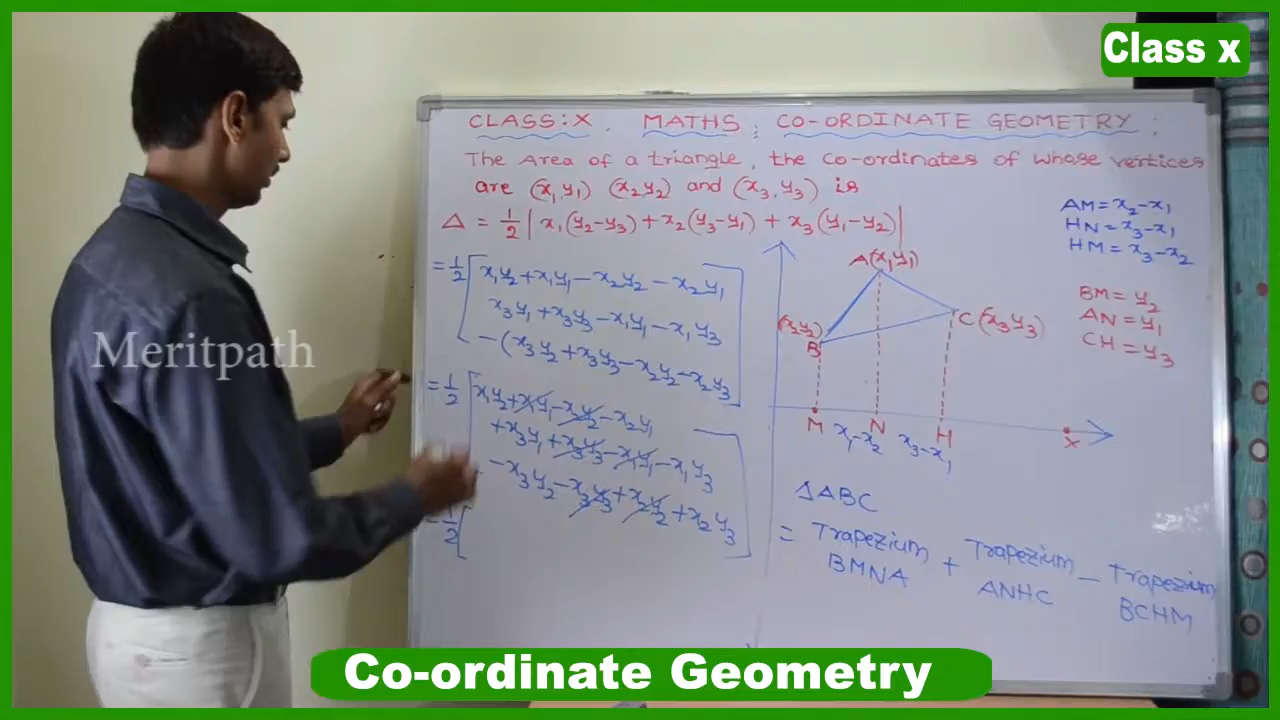 Class x
CLASS:X. MATHS: CO-ORDINATE GEOMETRY:
The Area of a triangle, the co-ordinates of whose vertices
are (x₁,y₁) (x₂y₂) and (x₃,y₃) is
Δ = 1/2 | x₁(y₂-y₃)+x₂(y₃-y₁) + x₃(y₁-y₂)|
= 1/2 [ x₁y₂+x₁y₁-x₂y₂-x₂y₁
x₃y₁+x₃y₃-x₁y₁-x₁y₃
-(x₃y₂+x₃y₃-x₂y₂-x₂y₃ ]
= 1/2 [ x₁y₂+x₁y₁-x₂y₂-x₂y₁
+x₃y₁+x₃y₃-x₁y₁-x₁y₃
-x₃y₂-x₃y₃+x₂y₂+x₂y₃ ]
= 1/2 [
AM=x₂-x₁
HN=x₃-x₁
HM=x₃-x₂
BM=y₂
AN=y₁
CH=y₃
A(x₁y₁)
(x₂y₂)
B
C(x₃y₃)
M N H X
x₁-x₂ x₃-x₁
ΔABC
= Trapezium + Trapezium - Trapezium
BMNA ANHC BCHM
Meritpath
Co-ordinate Geometry